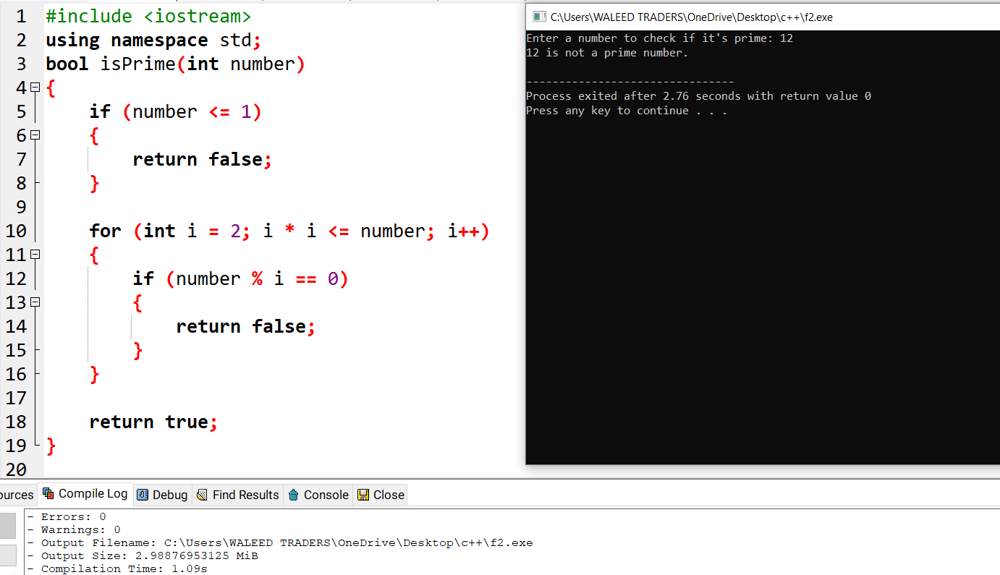 1 #include <iostream>
2 using namespace std;
3 bool isPrime(int number)
4 {
5 if (number <= 1)
6 {
7 return false;
8 }
9
10 for (int i = 2; i * i <= number; i++)
11 {
12 if (number % i == 0)
13 {
14 return false;
15 }
16 }
17
18 return true;
19 }
20
C:\Users\WALEED TRADERS\OneDrive\Desktop\c++\f2.exe
Enter a number to check if it's prime: 12
12 is not a prime number.
--------------------------------
Process exited after 2.76 seconds with return value 0
Press any key to continue . . .
ources Compile Log Debug Find Results Console Close
- Errors: 0
- Warnings: 0
- Output Filename: C:\Users\WALEED TRADERS\OneDrive\Desktop\c++\f2.exe
- Output Size: 2.98876953125 MiB
- Compilation Time: 1.09s